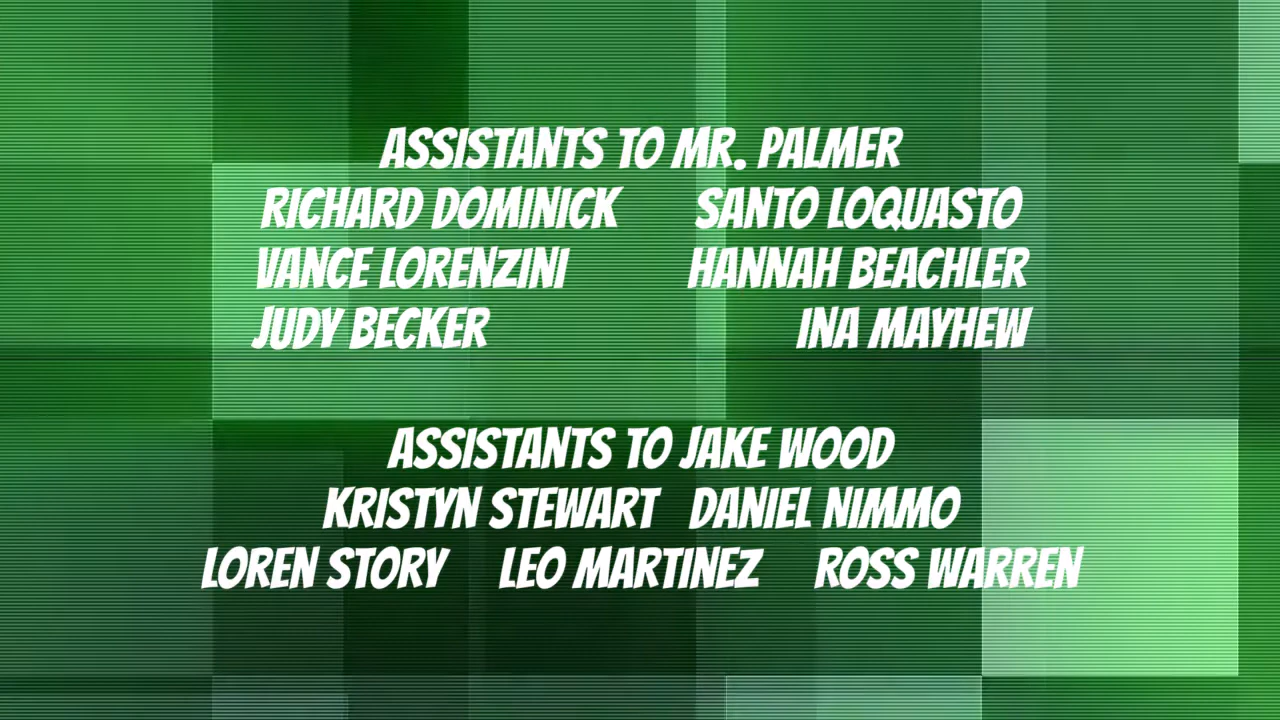 ASSISTANTS TO MR. PALMER
RICHARD DOMINICK SANTO LOQUASTO
VANCE LORENZINI HANNAH BEACHLER
JUDY BECKER INA MAYHEW
ASSISTANTS TO JAKE WOOD
KRISTYN STEWART DANIEL NIMMO
LOREN STORY LEO MARTINEZ ROSS WARREN